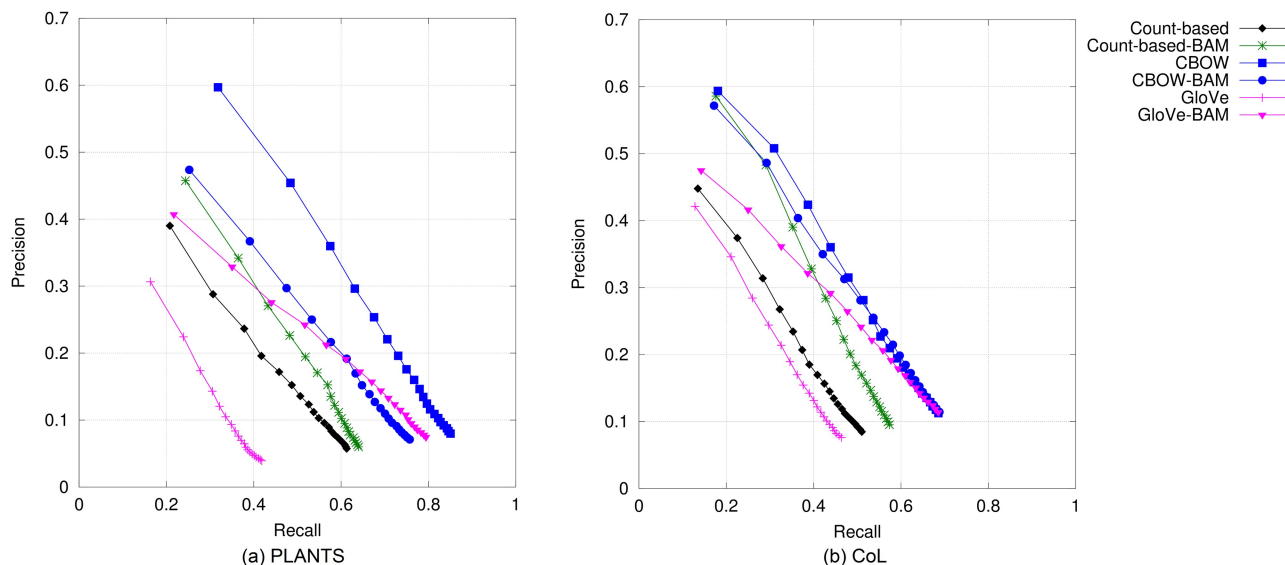 0.7
0.6
0.5
0.4
0.3
0.2
0.1
0
Precision
0 0.2 0.4 0.6 0.8 1
Recall
(a) PLANTS
0.7
0.6
0.5
0.4
0.3
0.2
0.1
0
Precision
0 0.2 0.4 0.6 0.8 1
Recall
(b) CoL
Count-based
Count-based-BAM
CBOW
CBOW-BAM
GloVe
GloVe-BAM